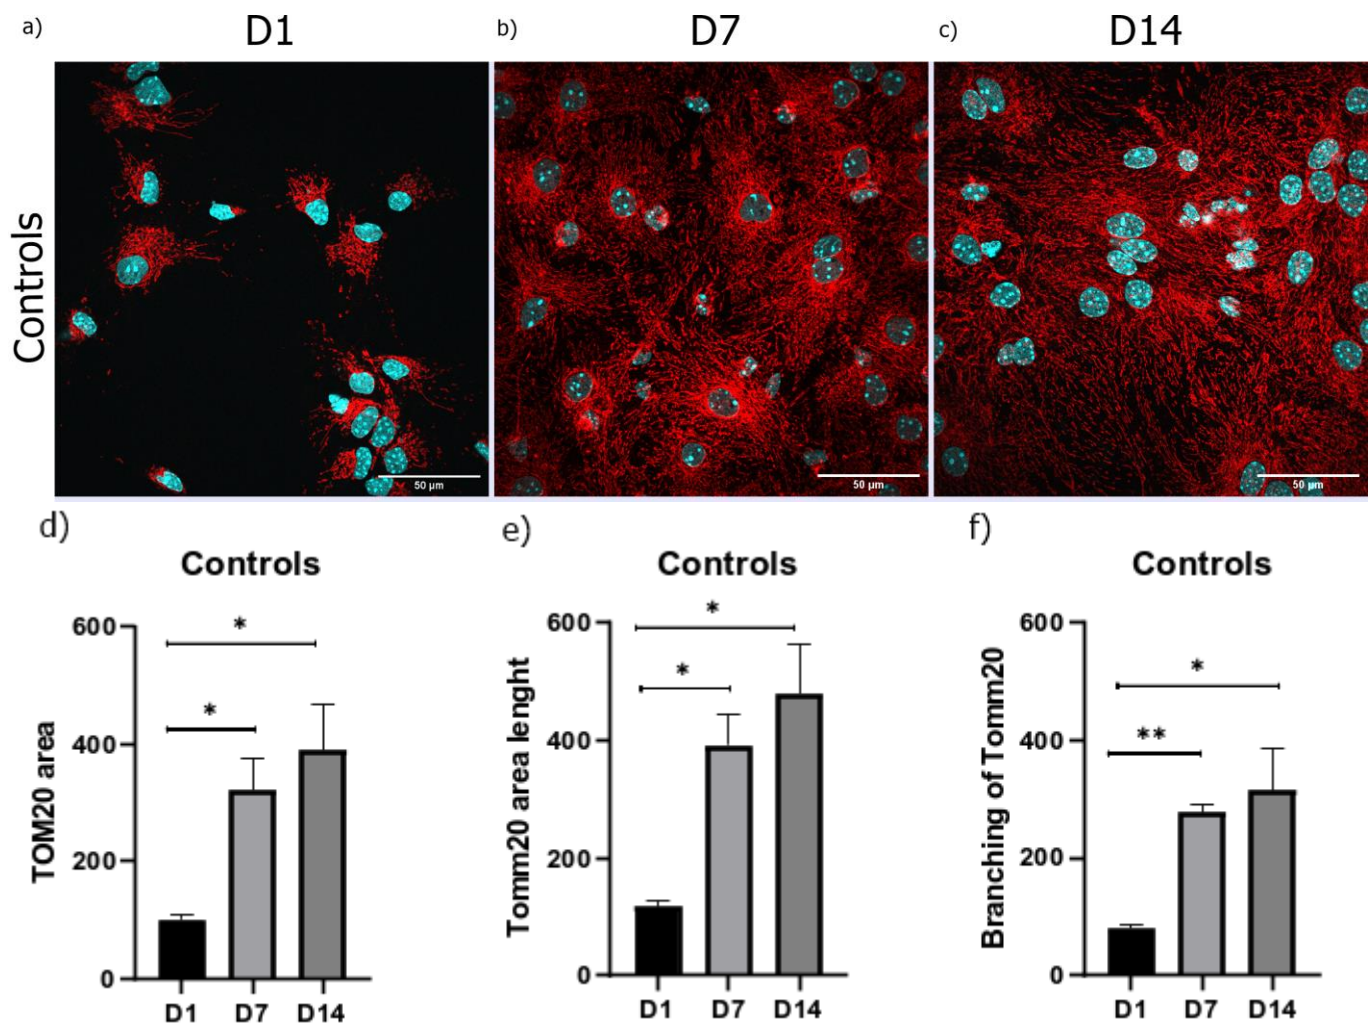 a) D1
b) D7
c) D14
Controls
50 µm
50 µm
50 µm
d)
Controls
TOM20 area
600
400
200
0
*
*
D1 D7 D14
e)
Controls
Tomm20 area lenght
600
400
200
0
*
*
D1 D7 D14
f)
Controls
Branching of Tomm20
600
400
200
0
*
**
D1 D7 D14